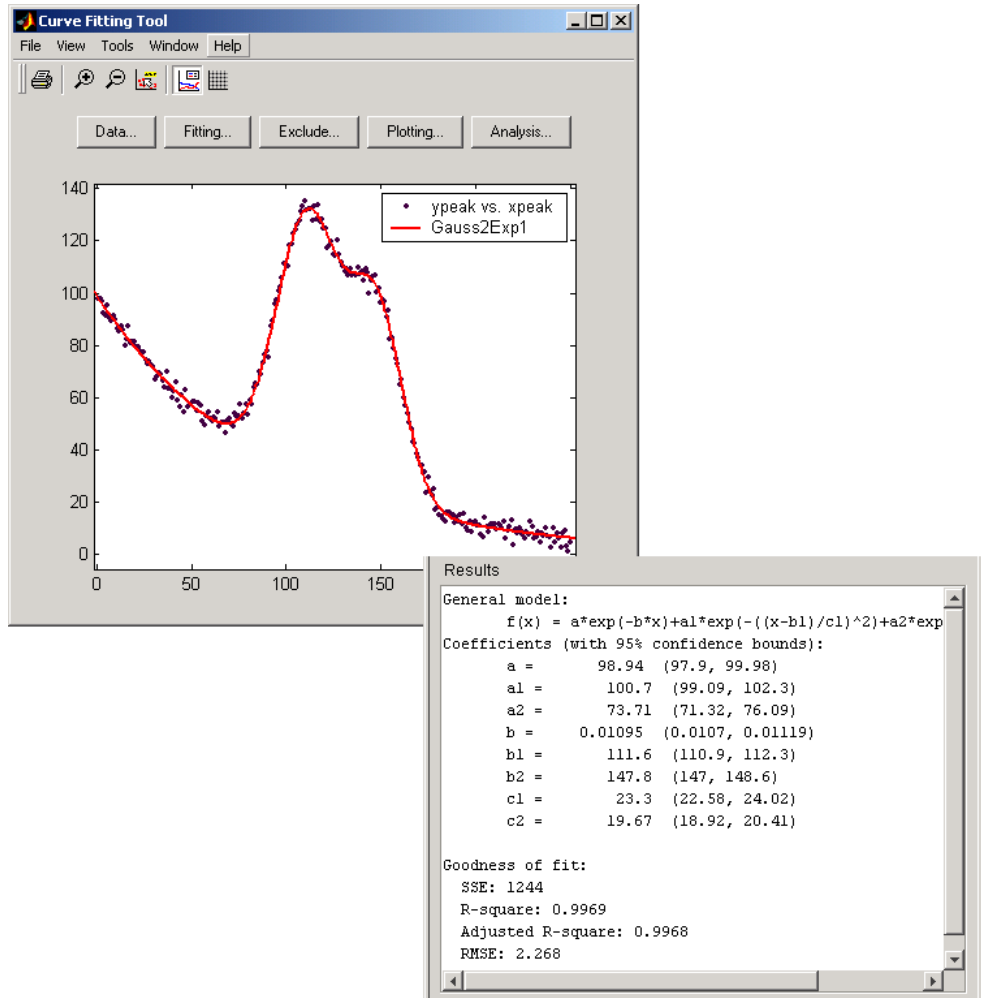 Curve Fitting Tool
File View Tools Window Help
Data... Fitting... Exclude... Plotting... Analysis...
140
120
100
80
60
40
20
0
0 50 100 150
ypeak vs. xpeak
Gauss2Exp1
Results
General model:
f(x) = a*exp(-b*x)+a1*exp(-((x-b1)/c1)^2)+a2*exp
Coefficients (with 95% confidence bounds):
a = 98.94 (97.9, 99.98)
a1 = 100.7 (99.09, 102.3)
a2 = 73.71 (71.32, 76.09)
b = 0.01095 (0.0107, 0.01119)
b1 = 111.6 (110.9, 112.3)
b2 = 147.8 (147, 148.6)
c1 = 23.3 (22.58, 24.02)
c2 = 19.67 (18.92, 20.41)
Goodness of fit:
SSE: 1244
R-square: 0.9969
Adjusted R-square: 0.9968
RMSE: 2.268